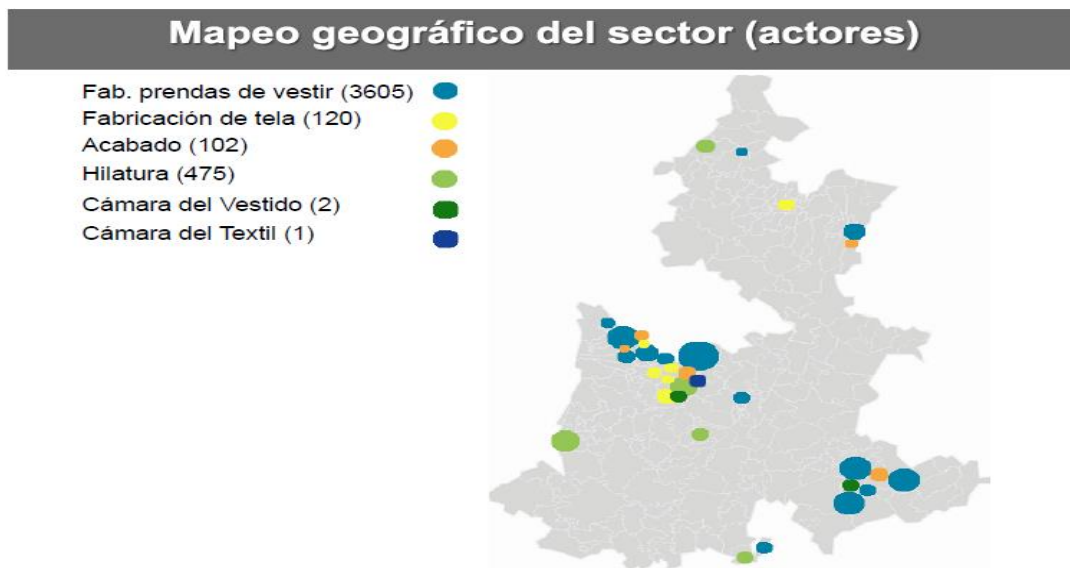 Mapeo geográfico del sector (actores)
Fab. prendas de vestir (3605)
Fabricación de tela (120)
Acabado (102)
Hilatura (475)
Cámara del Vestido (2)
Cámara del Textil (1)